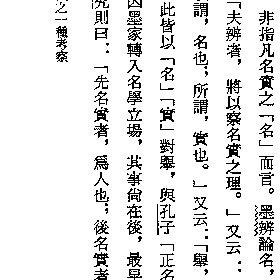 非指凡名實之「名」而言。墨辨論名
「夫辯者，將以察名實之理。」又云：
謂，名也；所謂，實也。」又云：「舉，
此皆以「名」「實」對舉，與孔子「正名
因墨家轉入名學立場，其事尚在後，最早
究則曰：「先名實者，爲人也；後名實者
之一種考察